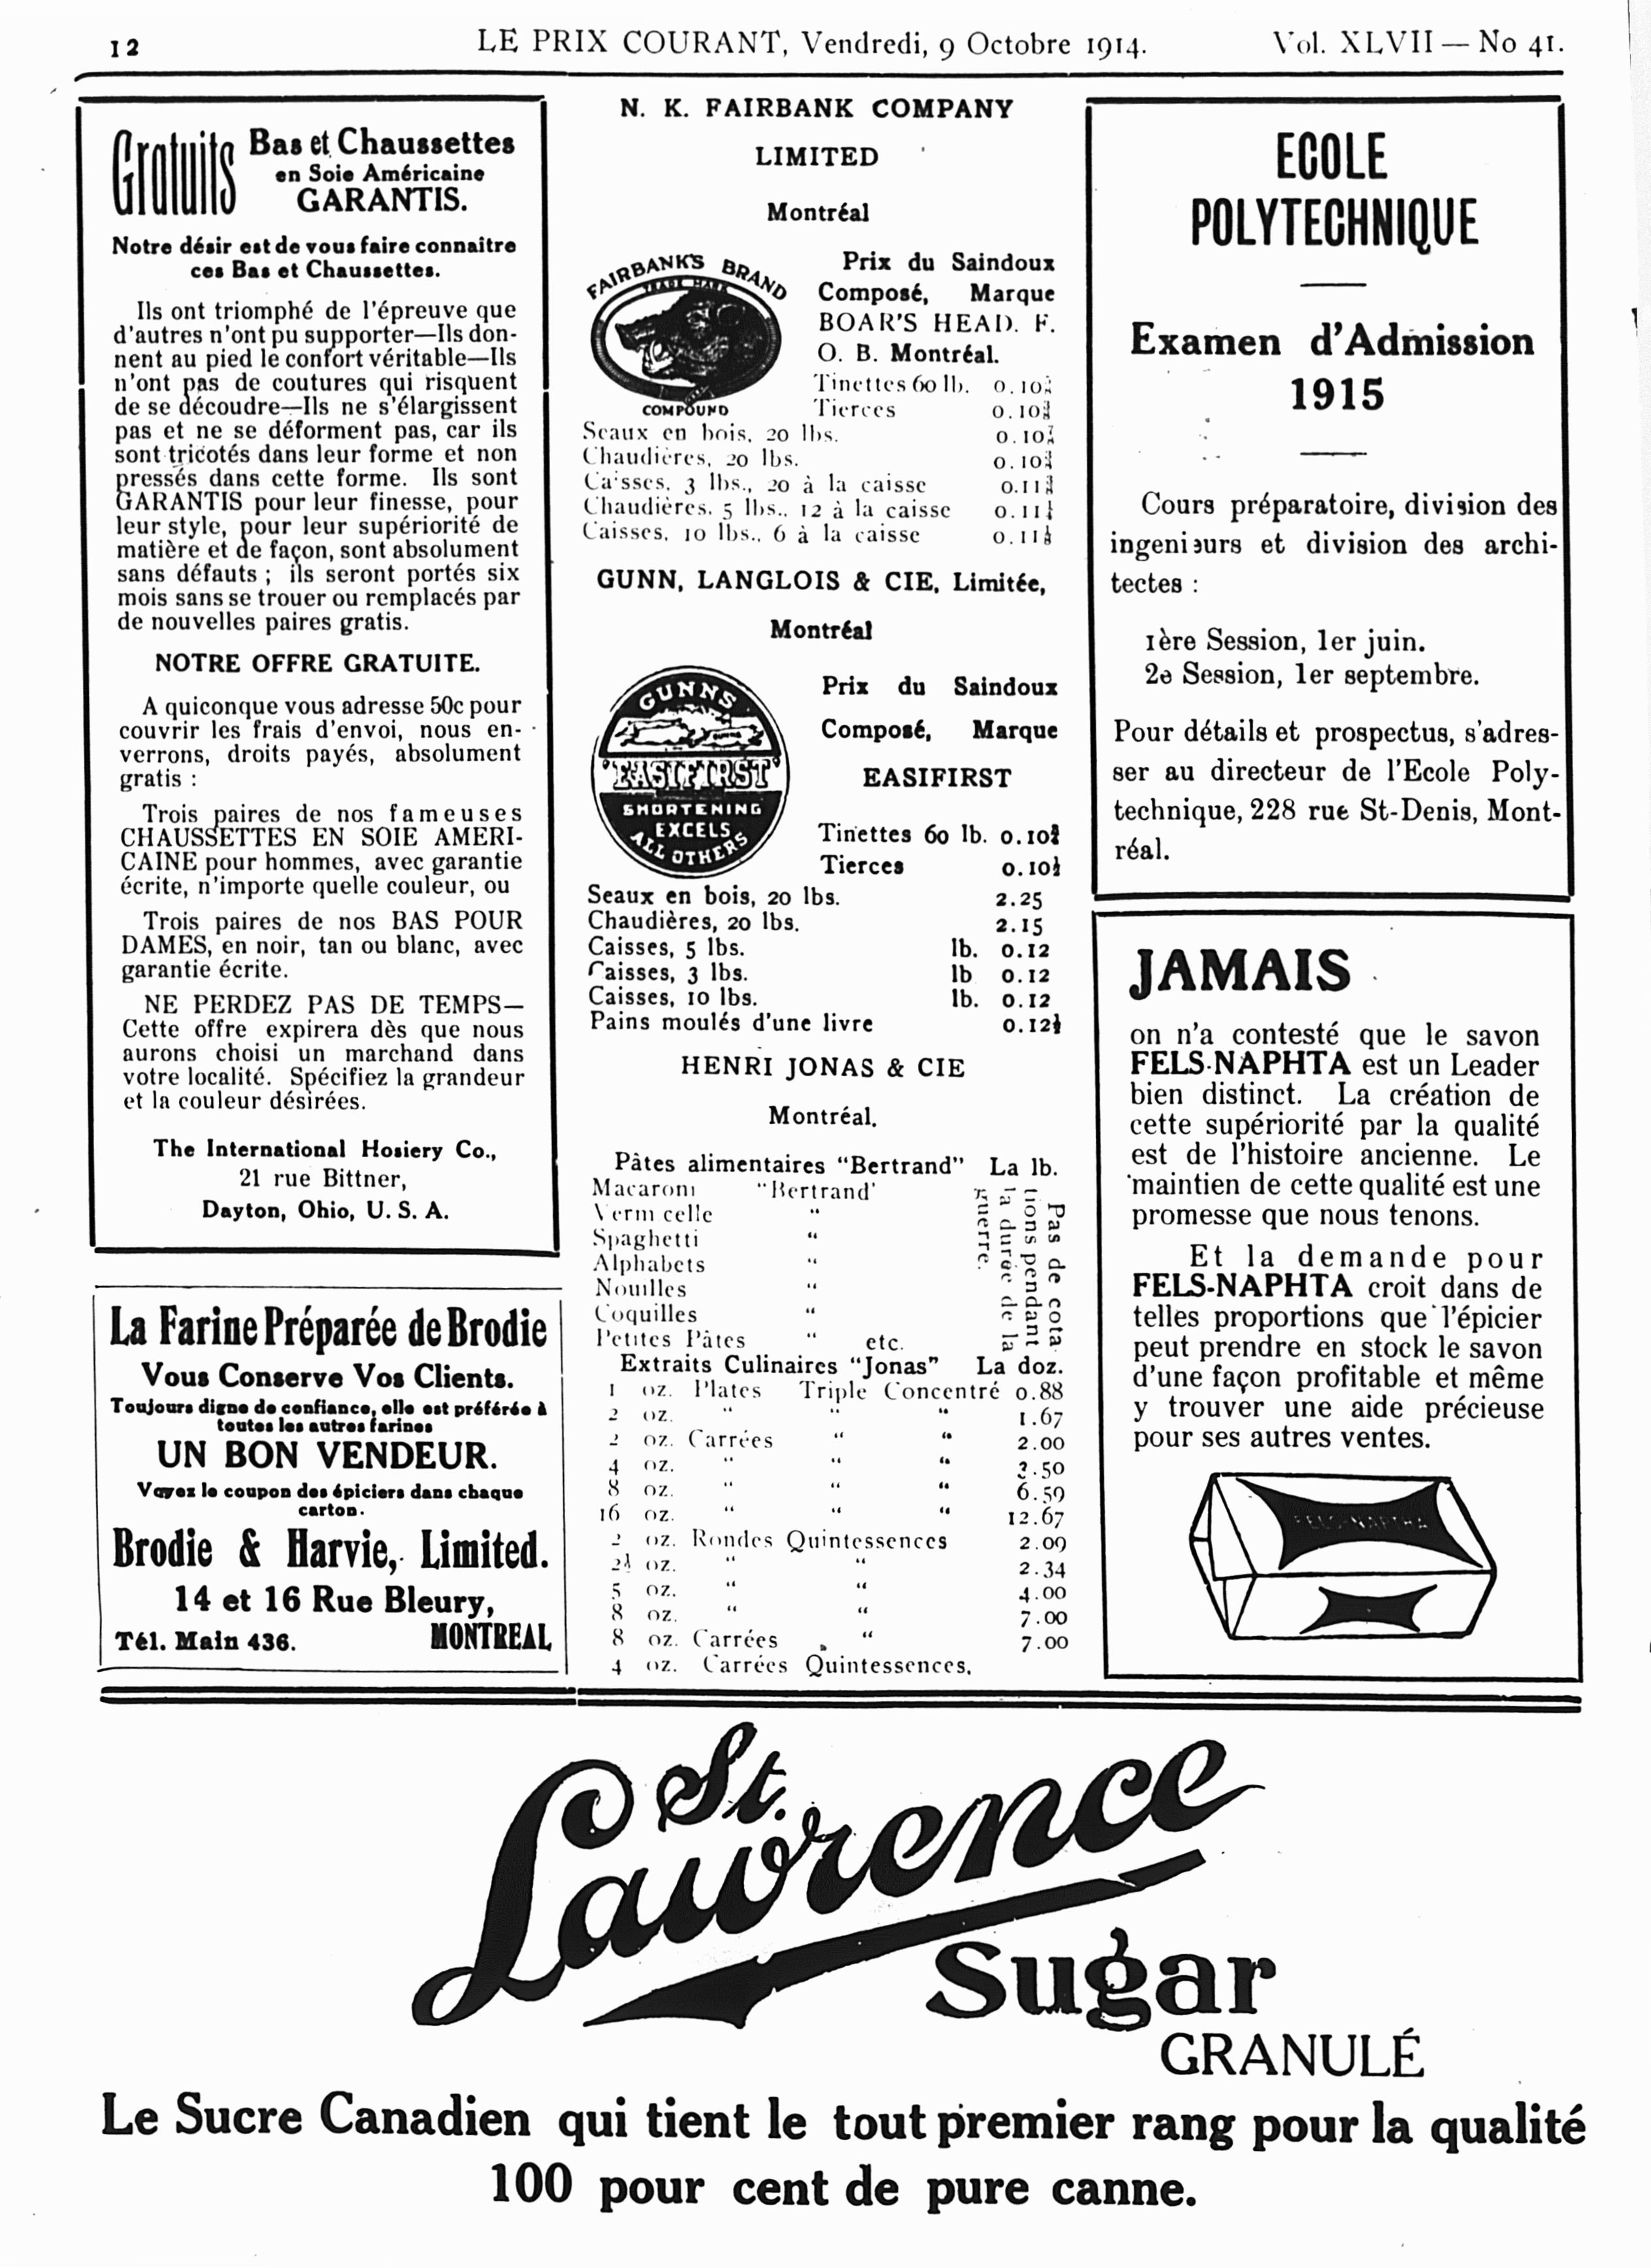 12
LE PRIX COURANT, Vendredi, 9 Octobre 1914.
Vol. XLVII — No 41.
Gratuits
Bas et Chaussettes
en Soie Américaine
GARANTIS.
Notre désir est de vous faire connaître
ces Bas et Chaussettes.
Ils ont triomphé de l'épreuve que
d'autres n'ont pu supporter—Ils don-
nent au pied le confort véritable—Ils
n'ont pas de coutures qui risquent
de se découdre—Ils ne s'élargissent
pas et ne se déforment pas, car ils
sont tricotés dans leur forme et non
pressés dans cette forme. Ils sont
GARANTIS pour leur finesse, pour
leur style, pour leur supériorité de
matière et de façon, sont absolument
sans défauts ; ils seront portés six
mois sans se trouer ou remplacés par
de nouvelles paires gratis.
NOTRE OFFRE GRATUITE.
A quiconque vous adresse 50c pour
couvrir les frais d'envoi, nous en-
verrons, droits payés, absolument
gratis :
Trois paires de nos fameuses
CHAUSSETTES EN SOIE AMERI-
CAINE pour hommes, avec garantie
écrite, n'importe quelle couleur, ou
Trois paires de nos BAS POUR
DAMES, en noir, tan ou blanc, avec
garantie écrite.
NE PERDEZ PAS DE TEMPS—
Cette offre expirera dès que nous
aurons choisi un marchand dans
votre localité. Spécifiez la grandeur
et la couleur désirées.
The International Hosiery Co.,
21 rue Bittner,
Dayton, Ohio, U. S. A.
La Farine Préparée de Brodie
Vous Conserve Vos Clients.
Toujours digne de confiance, elle est préférée à
toutes les autres farines
UN BON VENDEUR.
Voyez le coupon des épiciers dans chaque
carton.
Brodie & Harvie, Limited.
14 et 16 Rue Bleury,
Tél. Main 436. MONTREAL
N. K. FAIRBANK COMPANY
LIMITED
Montréal
FAIRBANK'S BRAND
TRADE MARK
COMPOUND
Prix du Saindoux
Composé, Marque
BOAR'S HEAD. F.
O. B. Montréal.
Tinettes 60 lb.
Tierces 0.10¾
Seaux en bois, 20 lbs.
Chaudières, 20 lbs. 0.10¾
Caisses, 3 lbs., 20 à la caisse
Chaudières, 5 lbs., 12 à la caisse 0.11¼
Caisses, 10 lbs., 6 à la caisse
GUNN, LANGLOIS & CIE, Limitée,
Montréal
GUNNS
"EASIFIRST"
SHORTENING
EXCELS
ALL OTHERS
Prix du Saindoux
Composé, Marque
EASIFIRST
Tinettes 60 lb.
Tierces 0.10½
Seaux en bois, 20 lbs. 2.25
Chaudières, 20 lbs. 2.15
Caisses, 5 lbs. lb. 0.12
Caisses, 3 lbs. lb 0.12
Caisses, 10 lbs. lb. 0.12
Pains moulés d'une livre 0.12½
HENRI JONAS & CIE
Montréal.
Pâtes alimentaires "Bertrand" La lb.
Macaroni "Bertrand"
Vermicelle "
Spaghetti "
Alphabets "
Nouilles "
Coquilles "
Petites Pâtes " etc.
Pas de cota-
tions pendant
la durée de la
guerre.
Extraits Culinaires "Jonas" La doz.
1 oz. Plates Triple Concentré 0.88
2 oz. " " " 1.67
2 oz. Carrées " " 2.00
4 oz. " " " 3.50
8 oz. " " " 6.59
16 oz. " " " 12.67
2 oz. Rondes Quintessences 2.00
2½ oz. " " 2.34
5 oz. " " 4.00
8 oz. " " 7.00
8 oz. Carrées " 7.00
4 oz. Carrées Quintessences,
ECOLE
POLYTECHNIQUE
Examen d'Admission
1915
Cours préparatoire, division des
ingenieurs et division des archi-
tectes :
1ère Session, 1er juin.
2e Session, 1er septembre.
Pour détails et prospectus, s'adres-
ser au directeur de l'Ecole Poly-
technique, 228 rue St-Denis, Mont-
réal.
JAMAIS
on n'a contesté que le savon
FELS-NAPHTA est un Leader
bien distinct. La création de
cette supériorité par la qualité
est de l'histoire ancienne. Le
maintien de cette qualité est une
promesse que nous tenons.
Et la demande pour
FELS-NAPHTA croit dans de
telles proportions que l'épicier
peut prendre en stock le savon
d'une façon profitable et même
y trouver une aide précieuse
pour ses autres ventes.
FELS-NAPTHA
St.
Lawrence
Sugar
GRANULÉ
Le Sucre Canadien qui tient le tout premier rang pour la qualité
100 pour cent de pure canne.